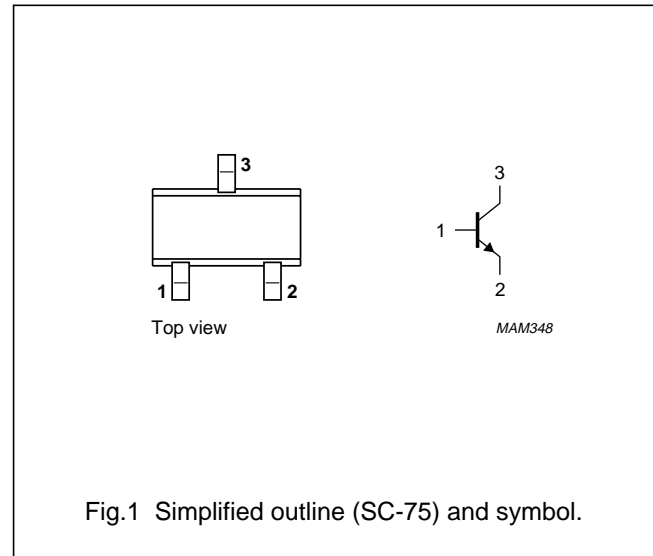 3
1
2
Top view
3
1
2
MAM348
Fig.1 Simplified outline (SC-75) and symbol.